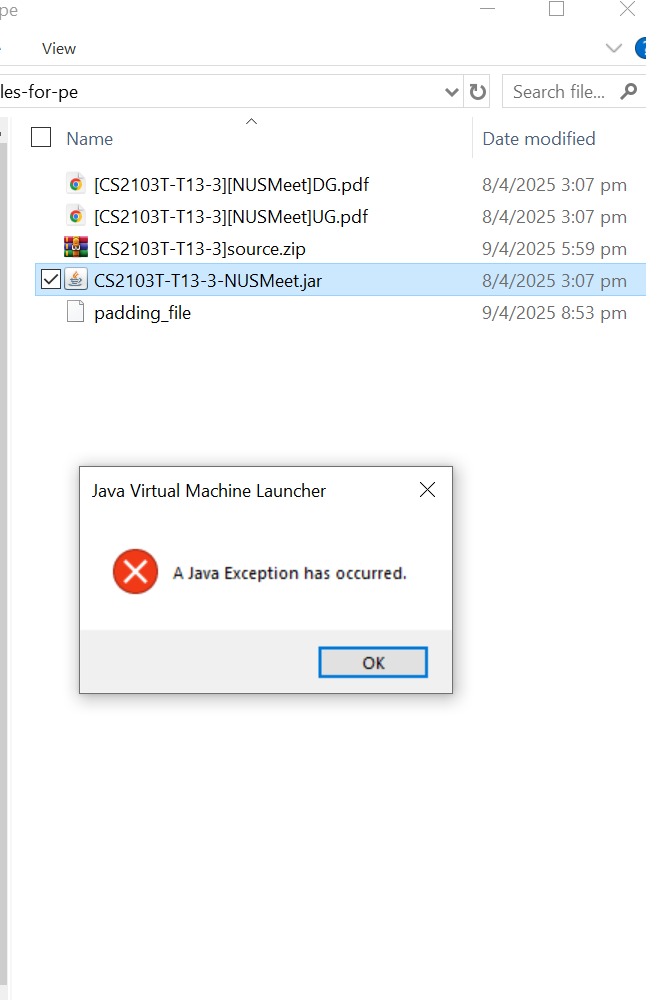 pe
View
les-for-pe
Search file...
Name
Date modified
[CS2103T-T13-3][NUSMeet]DG.pdf
8/4/2025 3:07 pm
[CS2103T-T13-3][NUSMeet]UG.pdf
8/4/2025 3:07 pm
[CS2103T-T13-3]source.zip
9/4/2025 5:59 pm
CS2103T-T13-3-NUSMeet.jar
8/4/2025 3:07 pm
padding_file
9/4/2025 8:53 pm
Java Virtual Machine Launcher
A Java Exception has occurred.
OK